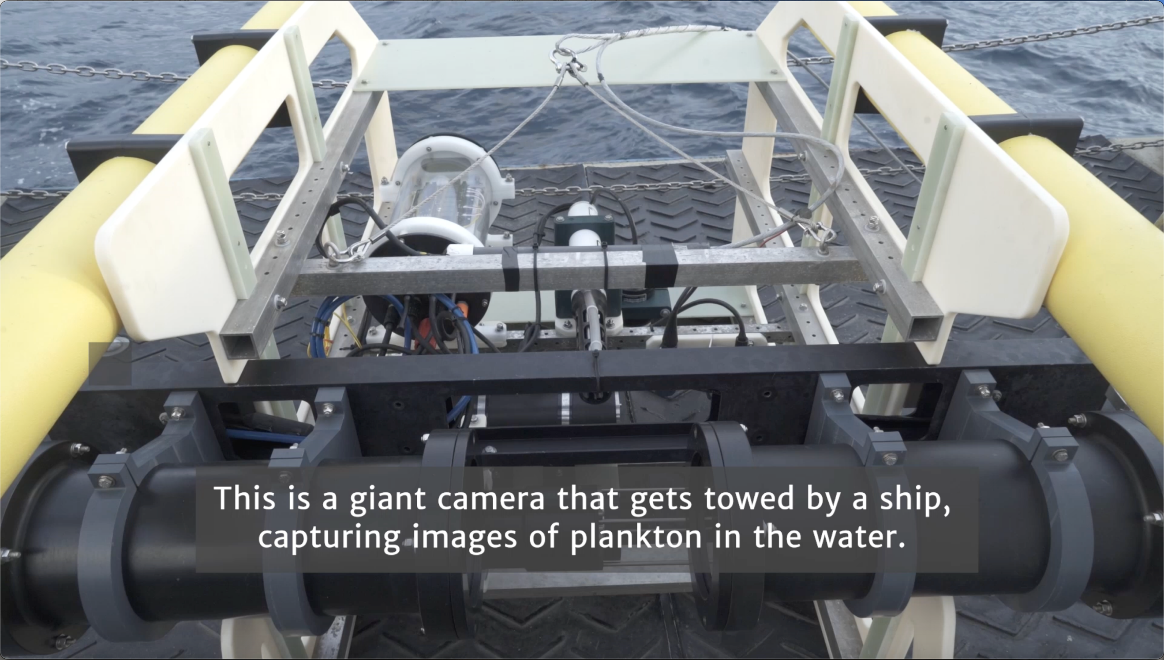 This is a giant camera that gets towed by a ship,
capturing images of plankton in the water.